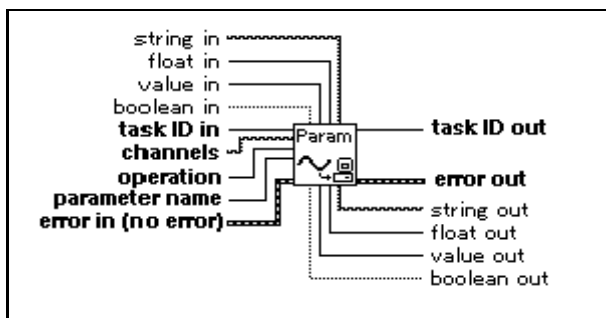 string in
float in
value in
boolean in
task ID in
channels
operation
parameter name
error in (no error)
Param
task ID out
error out
string out
float out
value out
boolean out